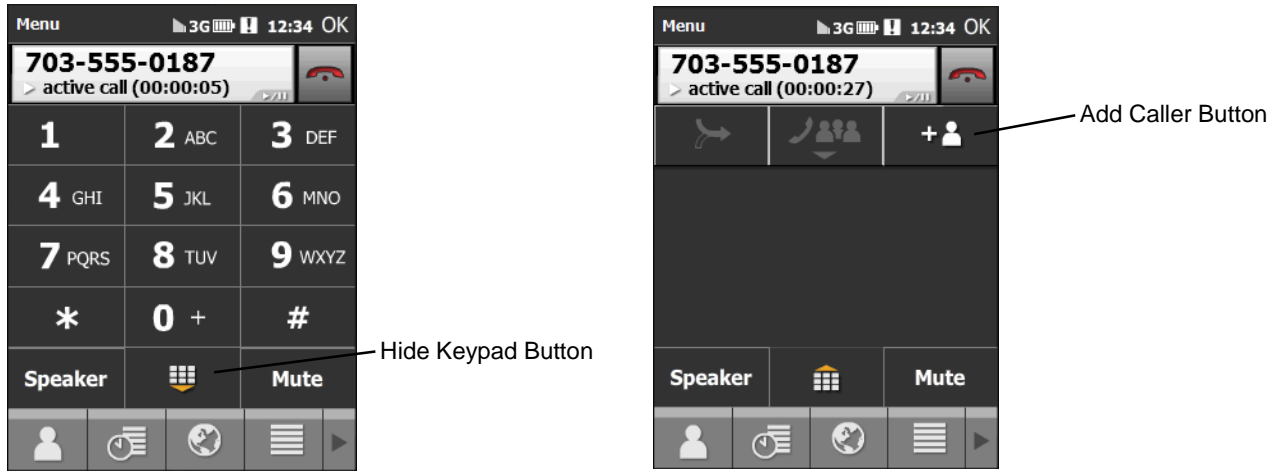 Menu 3G 12:34 OK
703-555-0187
active call (00:00:05)
1 2 ABC 3 DEF
4 GHI 5 JKL 6 MNO
7 PQRS 8 TUV 9 WXYZ
* 0 + #
Speaker Mute
Hide Keypad Button
Menu 3G 12:34 OK
703-555-0187
active call (00:00:27)
+
Speaker Mute
Add Caller Button